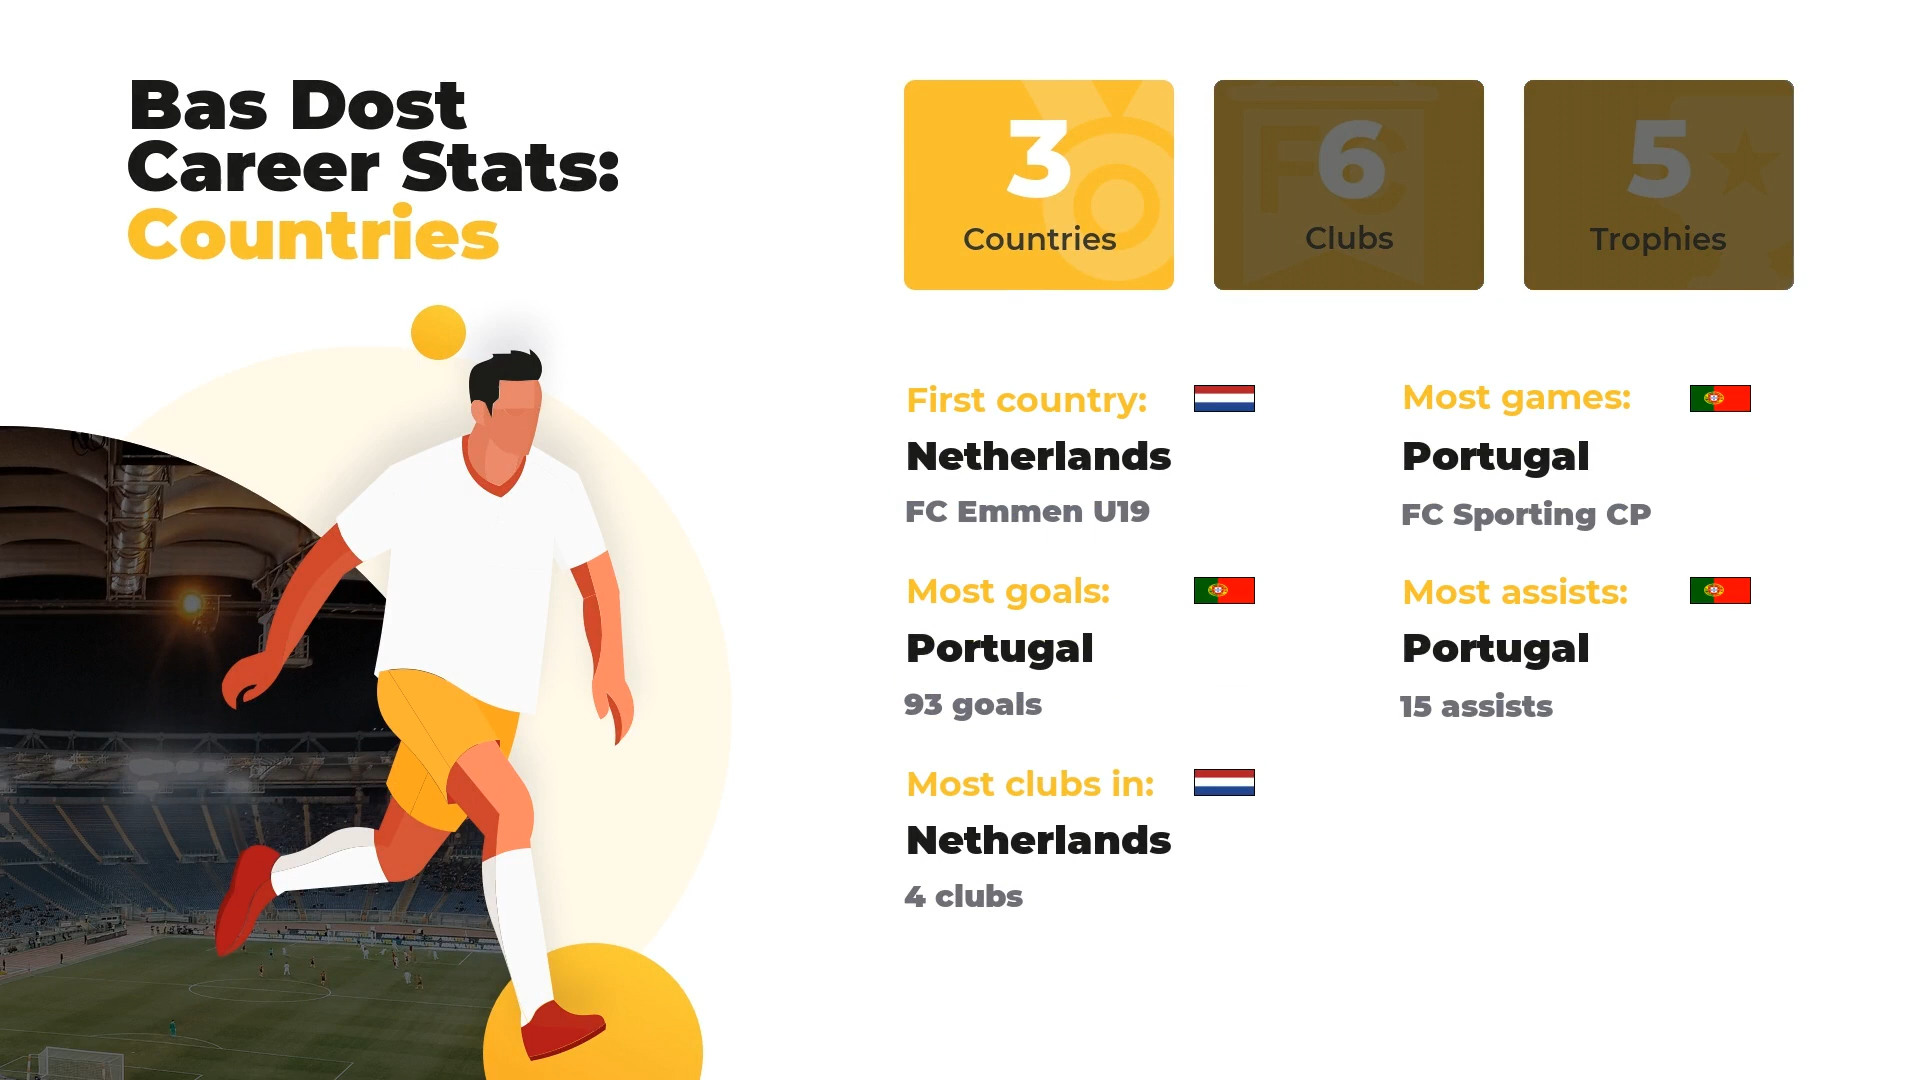 Bas Dost
Career Stats:
Countries
3
Countries
FC
6
Clubs
5
Trophies
First country:
Netherlands
FC Emmen U19
Most games:
Portugal
FC Sporting CP
Most goals:
Portugal
93 goals
Most assists:
Portugal
15 assists
Most clubs in:
Netherlands
4 clubs